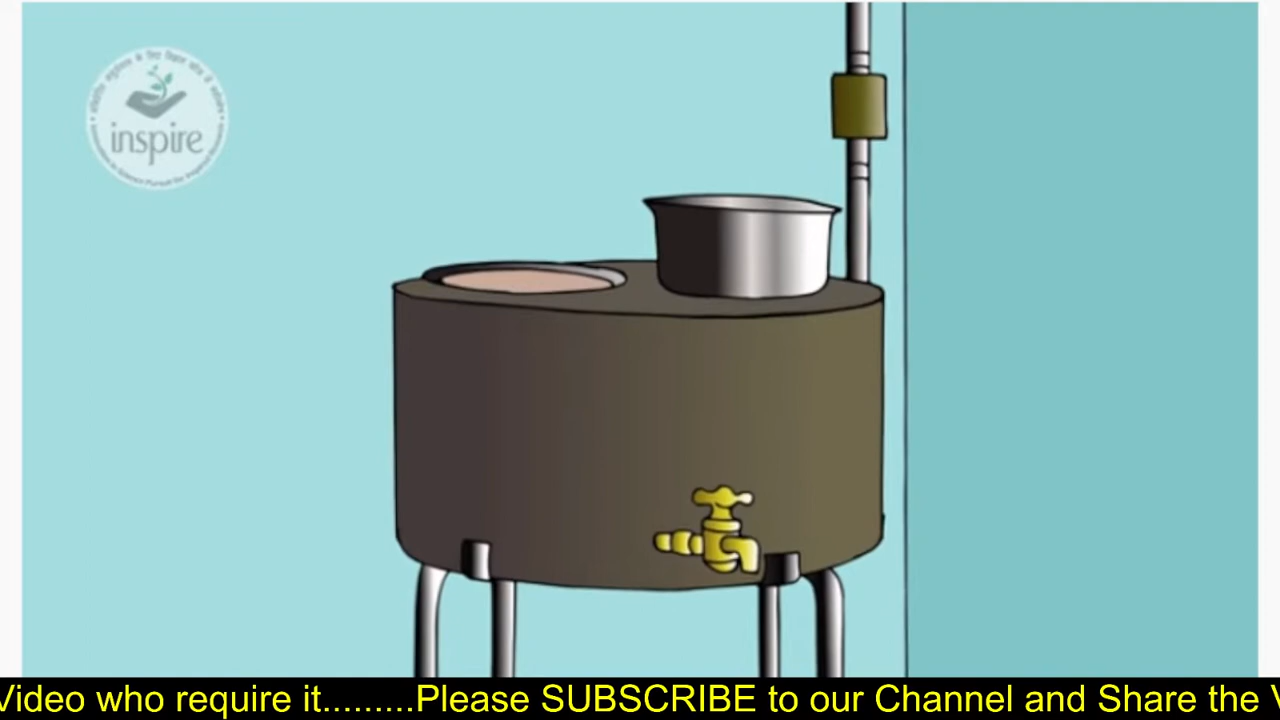 inspire
Video who require it.........Please SUBSCRIBE to our Channel and Share the V